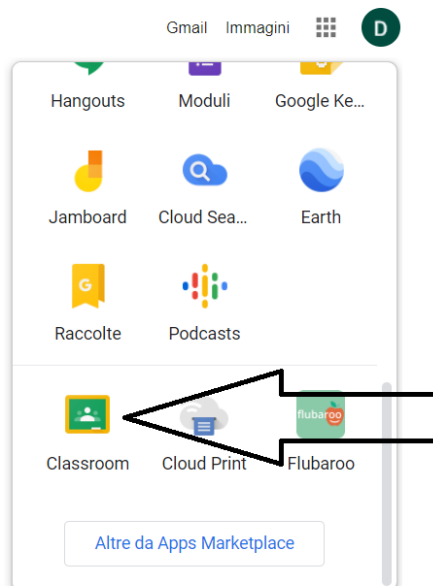 Gmail Immagini D
Hangouts Moduli Google Ke...
Jamboard Cloud Sea... Earth
G
Raccolte Podcasts
flubaroo
Classroom Cloud Print Flubaroo
Altre da Apps Marketplace